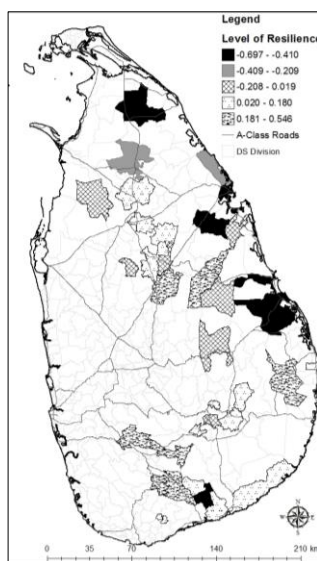 Legend
Level of Resilience
-0.697 - -0.410
-0.409 - -0.209
-0.208 - 0.019
0.020 - 0.180
0.181 - 0.546
A-Class Roads
DS Division
N
0 35 70 140 210 km